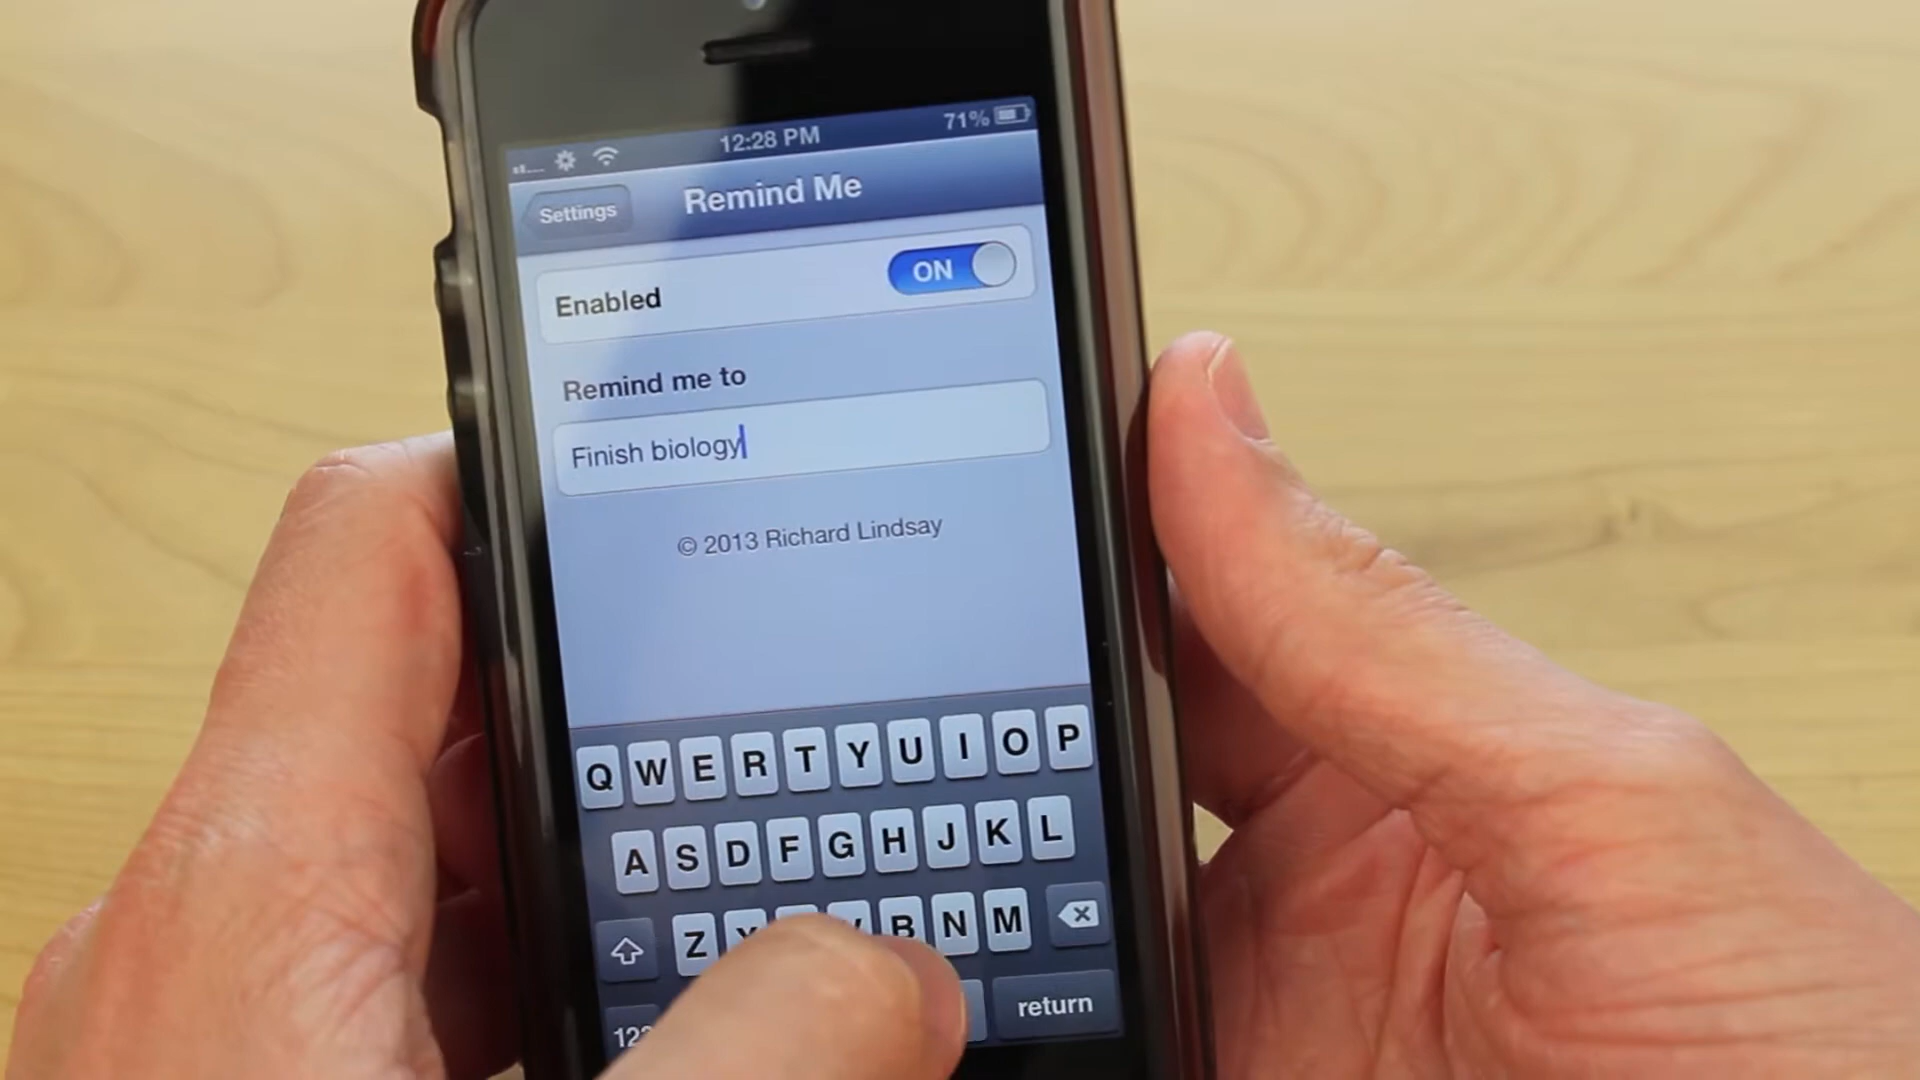 12:28 PM
71%
Settings
Remind Me
Enabled
ON
Remind me to
Finish biology
© 2013 Richard Lindsay
Q W E R T Y U I O P
A S D F G H J K L
Z B N M
return